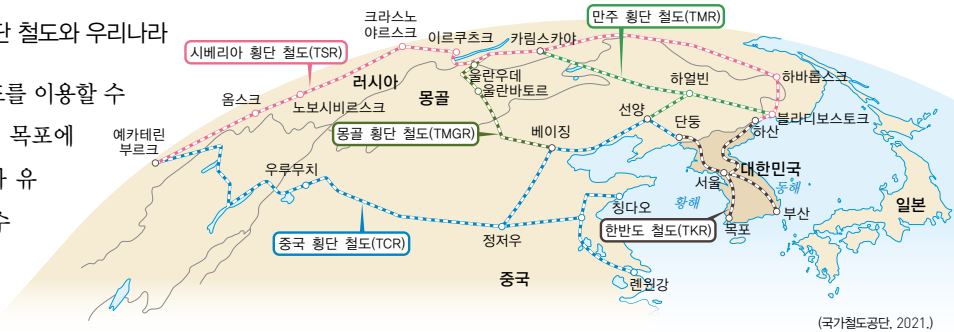 단 철도와 우리나라
드를 이용할 수
목포에
유
수
크라스노
야르스크
이르쿠츠크
카림스카야
만주 횡단 철도(TMR)
시베리아 횡단 철도(TSR)
울란우데
울란바토르
하얼빈
하바롭스크
옴스크
노보시비르스크
러시아
몽골
선양
단둥
하산
블라디보스토크
예카테린
부르크
몽골 횡단 철도(TMGR)
베이징
우루무치
서울
대한민국
동해
황해
칭다오
일본
중국 횡단 철도(TCR)
정저우
한반도 철도(TKR)
목포
부산
중국
롄윈강
(국가철도공단, 2021.)